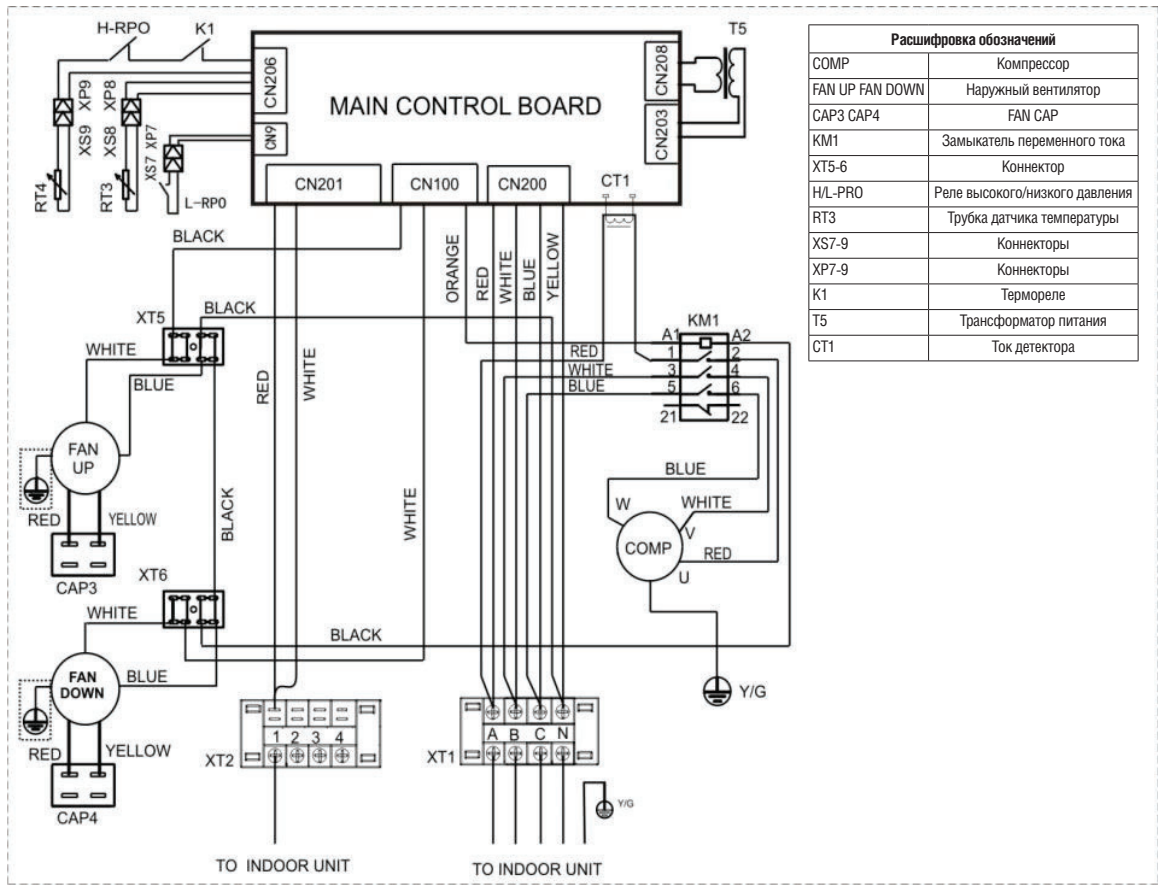 H-RPO
K1
T5
CN206
CN208
MAIN CONTROL BOARD
XP9
XP8
XS9
XS8
XS7
XP7
CN9
CN203
RT4
RT3
L-RPO
CN201
CN100
CN200
CT1
BLACK
ORANGE
RED
WHITE
BLUE
YELLOW
XT5
BLACK
KM1
A1
A2
WHITE
RED
1
2
WHITE
3
4
BLUE
BLUE
5
6
21
22
RED
WHITE
FAN
UP
BLUE
RED
YELLOW
BLACK
WHITE
W
WHITE
V
COMP
RED
U
CAP3
XT6
WHITE
BLACK
FAN
DOWN
BLUE
Y/G
RED
YELLOW
XT2
1 2 3 4
XT1
A B C N
CAP4
Y/G
TO INDOOR UNIT
TO INDOOR UNIT
Расшифровка обозначений
COMP Компрессор
FAN UP FAN DOWN Наружный вентилятор
CAP3 CAP4 FAN CAP
KM1 Замыкатель переменного тока
XT5-6 Коннектор
H/L-PRO Реле высокого/низкого давления
RT3 Трубка датчика температуры
XS7-9 Коннекторы
XP7-9 Коннекторы
K1 Термореле
T5 Трансформатор питания
CT1 Ток детектора